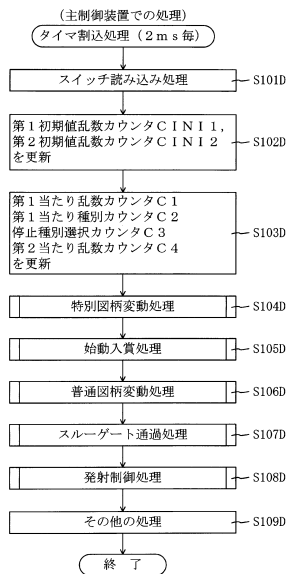 (主制御装置での処理)
タイマ割込処理(2ms毎)
スイッチ読み込み処理 S101D
第1初期値乱数カウンタCINI1,
第2初期値乱数カウンタCINI2 S102D
を更新
第1当たり乱数カウンタC1
第1当たり種別カウンタC2
停止種別選択カウンタC3 S103D
第2当たり乱数カウンタC4
を更新
特別図柄変動処理 S104D
始動入賞処理 S105D
普通図柄変動処理 S106D
スルーゲート通過処理 S107D
発射制御処理 S108D
その他の処理 S109D
終 了